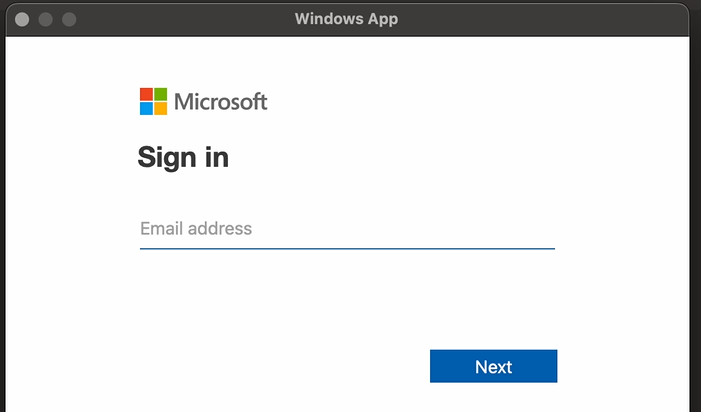 Windows App
Microsoft
Sign in
Email address
Next